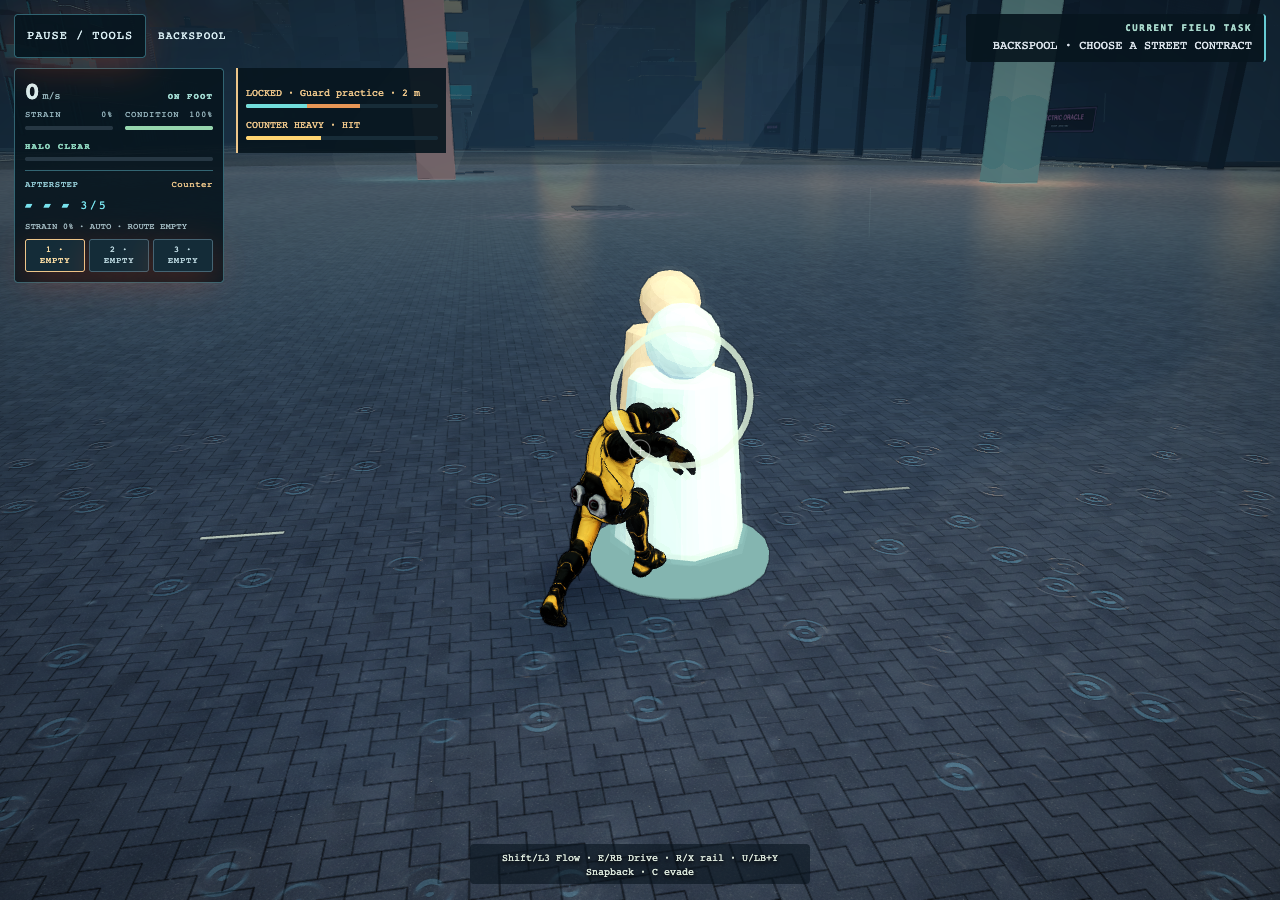 PAUSE / TOOLS
BACKSPOOL
CURRENT FIELD TASK
BACKSPOOL · CHOOSE A STREET CONTRACT
0 m/s
ON FOOT
STRAIN 0%
CONDITION 100%
HALO CLEAR
AFTERSTEP
Counter
3/5
STRAIN 0% · AUTO · ROUTE EMPTY
1 · EMPTY
2 · EMPTY
3 · EMPTY
LOCKED · Guard practice · 2 m
COUNTER HEAVY · HIT
ORACLE
Shift/L3 Flow · E/RB Drive · R/X rail · U/LB+Y
Snapback · C evade